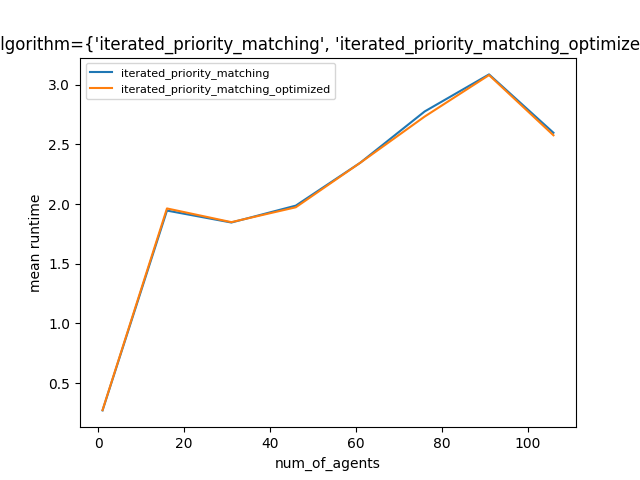 lgorithm={'iterated_priority_matching', 'iterated_priority_matching_optimize
iterated_priority_matching
iterated_priority_matching_optimized
3.0
2.5
2.0
1.5
1.0
0.5
mean runtime
0 20 40 60 80 100
num_of_agents